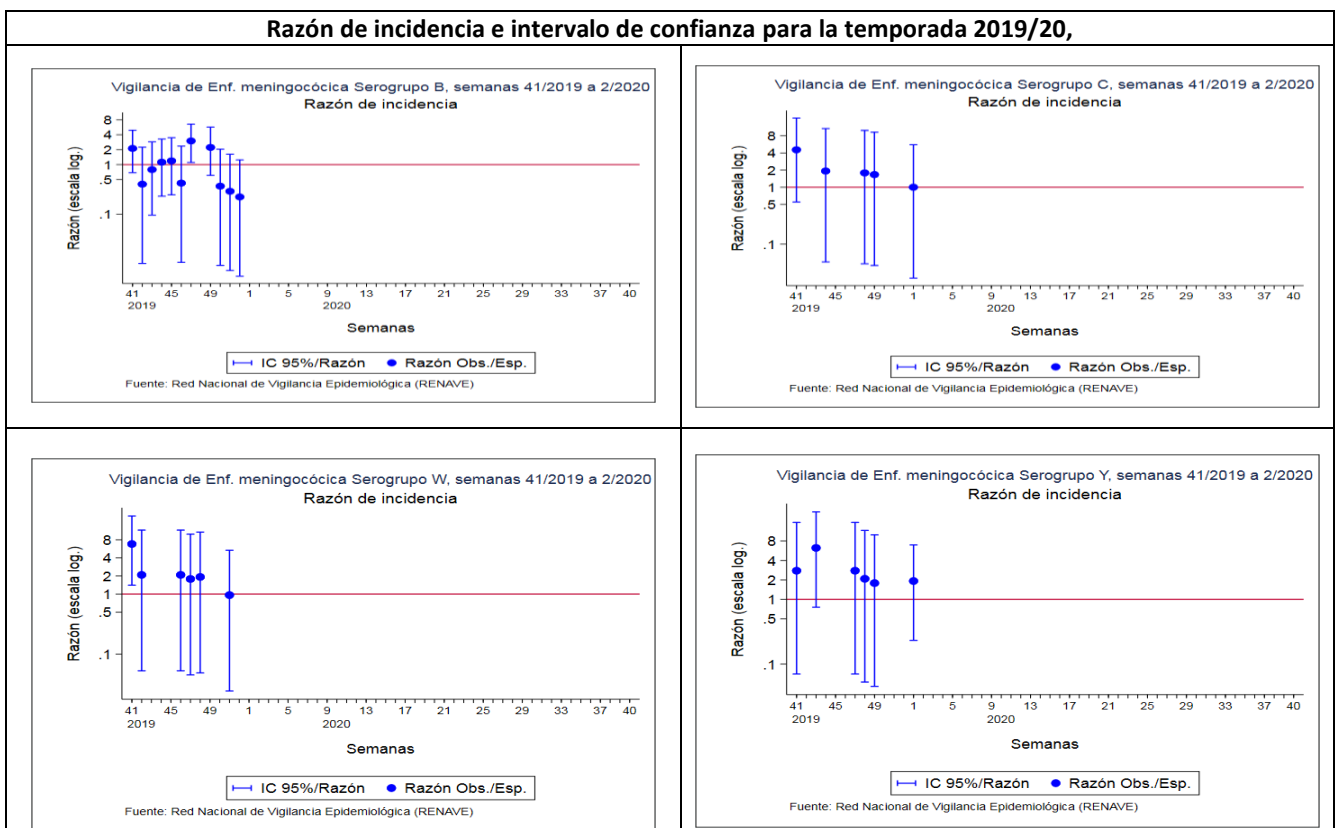 Razón de incidencia e intervalo de confianza para la temporada 2019/20,
Vigilancia de Enf. meningocócica Serogrupo B, semanas 41/2019 a 2/2020
Razón de incidencia
Razón (escala log.)
8
4
2
1
.5
.1
41 45 49 1 5 9 13 17 21 25 29 33 37 40
2019 2020
Semanas
IC 95%/Razón Razón Obs./Esp.
Fuente: Red Nacional de Vigilancia Epidemiológica (RENAVE)
Vigilancia de Enf. meningocócica Serogrupo C, semanas 41/2019 a 2/2020
Razón de incidencia
Razón (escala log.)
8
4
2
1
.5
.1
41 45 49 1 5 9 13 17 21 25 29 33 37 40
2019 2020
Semanas
IC 95%/Razón Razón Obs./Esp.
Fuente: Red Nacional de Vigilancia Epidemiológica (RENAVE)
Vigilancia de Enf. meningocócica Serogrupo W, semanas 41/2019 a 2/2020
Razón de incidencia
Razón (escala log.)
8
4
2
1
.5
.1
41 45 49 1 5 9 13 17 21 25 29 33 37 40
2019 2020
Semanas
IC 95%/Razón Razón Obs./Esp.
Fuente: Red Nacional de Vigilancia Epidemiológica (RENAVE)
Vigilancia de Enf. meningocócica Serogrupo Y, semanas 41/2019 a 2/2020
Razón de incidencia
Razón (escala log.)
8
4
2
1
.5
.1
41 45 49 1 5 9 13 17 21 25 29 33 37 40
2019 2020
Semanas
IC 95%/Razón Razón Obs./Esp.
Fuente: Red Nacional de Vigilancia Epidemiológica (RENAVE)